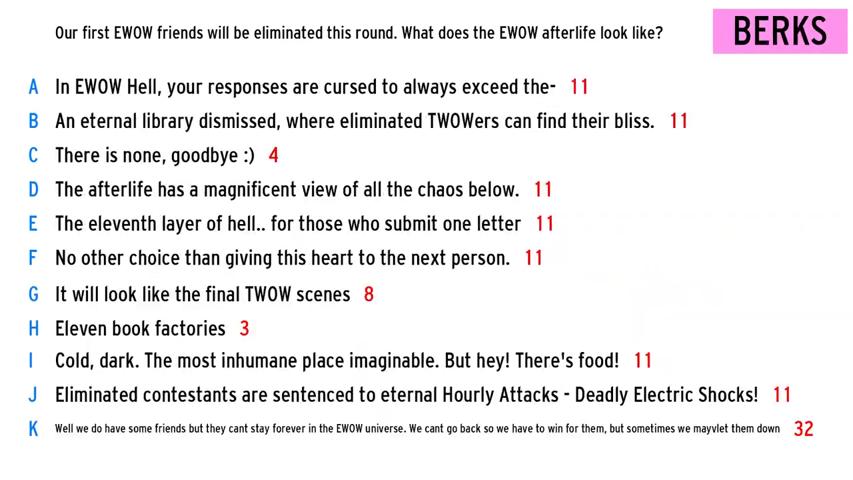 Our first EWOW friends will be eliminated this round. What does the EWOW afterlife look like?
BERKS
A In EWOW Hell, your responses are cursed to always exceed the- 11
B An eternal library dismissed, where eliminated TWOWers can find their bliss. 11
C There is none, goodbye :) 4
D The afterlife has a magnificent view of all the chaos below. 11
E The eleventh layer of hell.. for those who submit one letter 11
F No other choice than giving this heart to the next person. 11
G It will look like the final TWOW scenes 8
H Eleven book factories 3
I Cold, dark. The most inhumane place imaginable. But hey! There's food! 11
J Eliminated contestants are sentenced to eternal Hourly Attacks - Deadly Electric Shocks! 11
K Well we do have some friends but they cant stay forever in the EWOW universe. We cant go back so we have to win for them, but sometimes we mayvlet them down 32